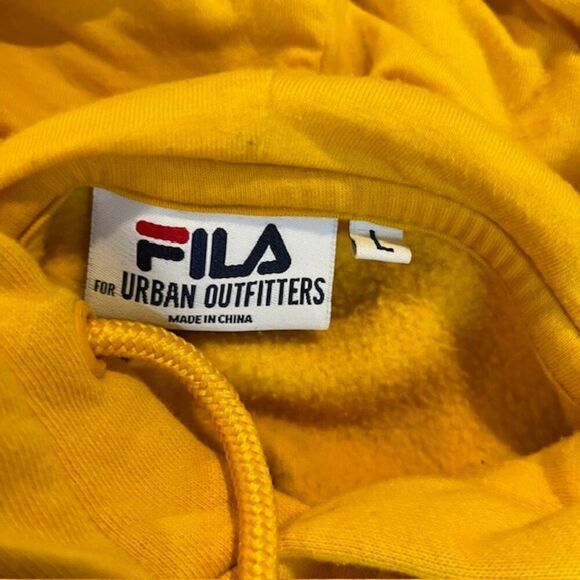 FILA
FOR URBAN OUTFITTERS
MADE IN CHINA
L